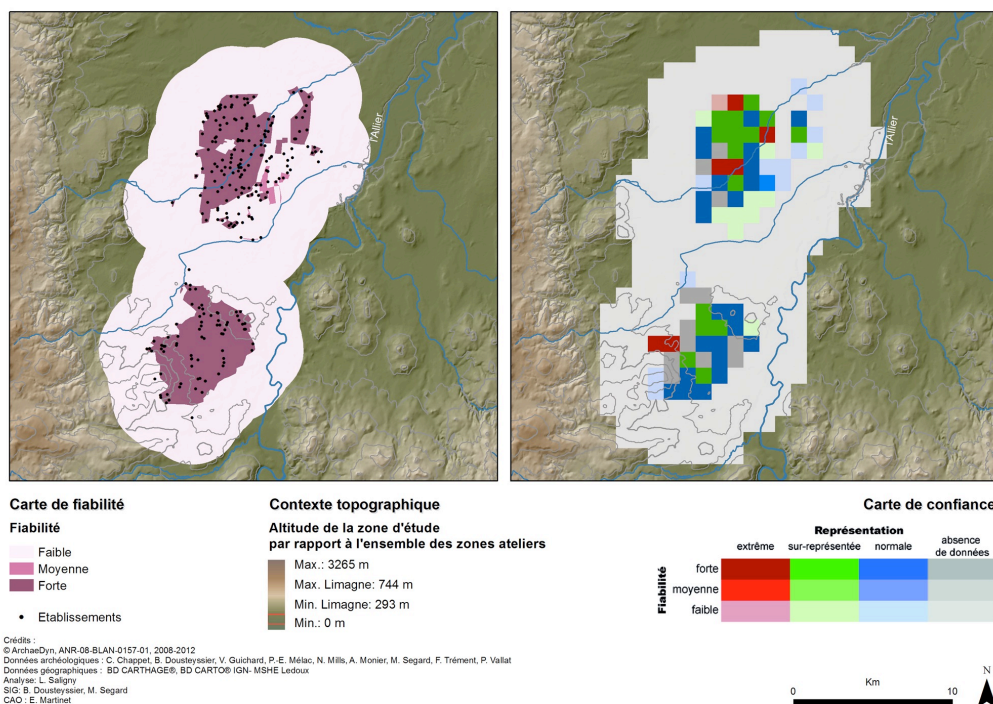 l'Allier
l'Allier
Carte de fiabilité
Fiabilité
Faible
Moyenne
Forte
Etablissements
Contexte topographique
Altitude de la zone d'étude
par rapport à l'ensemble des zones ateliers
Max.: 3265 m
Max. Limagne: 744 m
Min. Limagne: 293 m
Min.: 0 m
Carte de confiance
Représentation
extrême sur-représentée normale absence
de données
Fiabilité
forte
moyenne
faible
Crédits :
© ArchaeDyn, ANR-08-BLAN-0157-01, 2008-2012
Données archéologiques : C. Chappet, B. Dousteyssier, V. Guichard, P.-E. Mélac, N. Mills, A. Monier, M. Segard, F. Trément, P. Vallat
Données géographiques : BD CARTHAGE®, BD CARTO® IGN- MSHE Ledoux
Analyse: L. Saligny
SIG: B. Dousteyssier, M. Segard
CAO : E. Martinet
Km
0 10
N